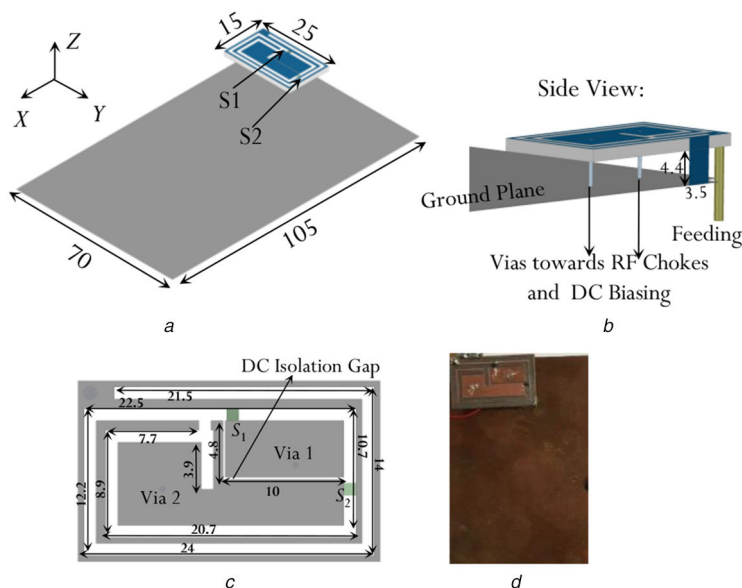 15
25
Z
X
Y
S1
S2
70
105
a
Side View:
4.4
3.5
Ground Plane
Feeding
Vias towards RF Chokes
and DC Biasing
b
DC Isolation Gap
21.5
22.5
S1
7.7
4.8
Via 1
10.7
14
3.9
10
S2
12.2
8.9
Via 2
20.7
24
c
d